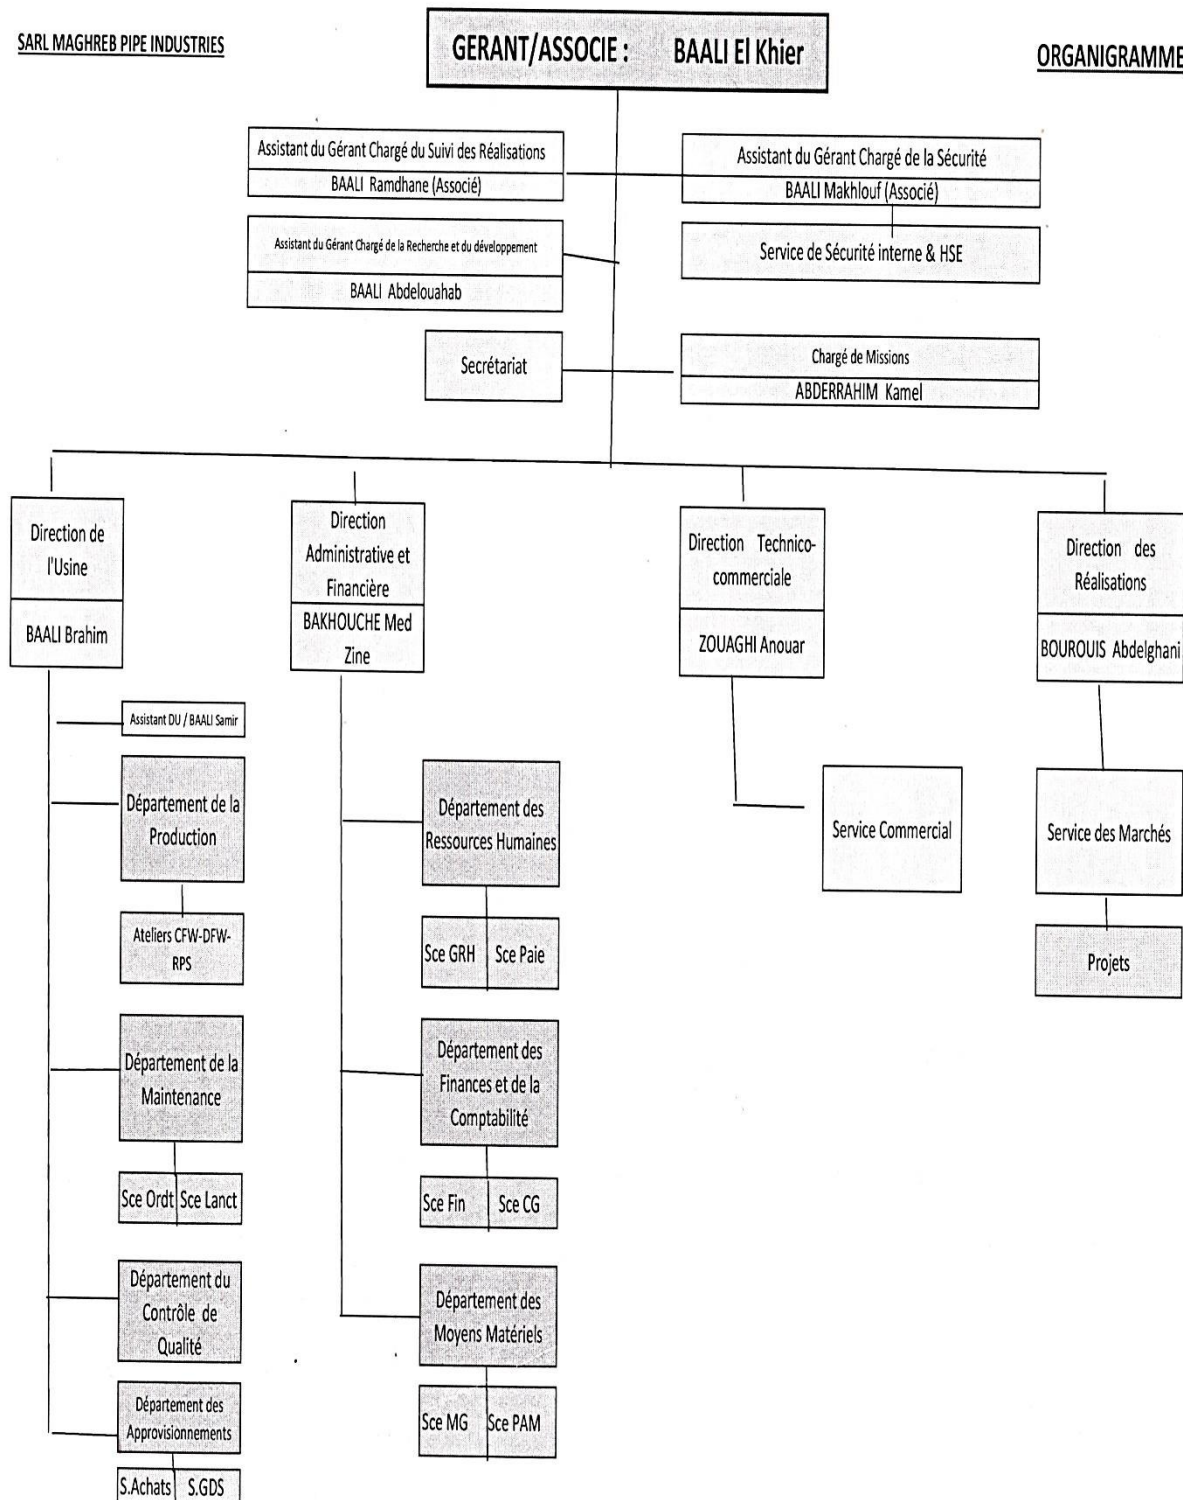 SARL MAGHREB PIPE INDUSTRIES
GERANT/ASSOCIE : BAALI El Khier
ORGANIGRAMME
Assistant du Gérant Chargé du Suivi des Réalisations
BAALI Ramdhane (Associé)
Assistant du Gérant Chargé de la Sécurité
BAALI Makhlouf (Associé)
Assistant du Gérant Chargé de la Recherche et du développement
BAALI Abdelouahab
Service de Sécurité interne & HSE
Secrétariat
Chargé de Missions
ABDERRAHIM Kamel
Direction de
l'Usine
BAALI Brahim
Direction
Administrative et
Financière
BAKHOUCHE Med
Zine
Direction Technico-
commerciale
ZOUAGHI Anouar
Direction des
Réalisations
BOUROUIS Abdelghani
Assistant DU / BAALI Samir
Département de la
Production
Ateliers CFW-DFW-
RPS
Département de la
Maintenance
Sce Ordt Sce Lanct
Département du
Contrôle de
Qualité
Département des
Approvisionnements
S.Achats S.GDS
Département des
Ressources Humaines
Sce GRH Sce Paie
Département des
Finances et de la
Comptabilité
Sce Fin Sce CG
Département des
Moyens Matériels
Sce MG Sce PAM
Service Commercial
Service des Marchés
Projets